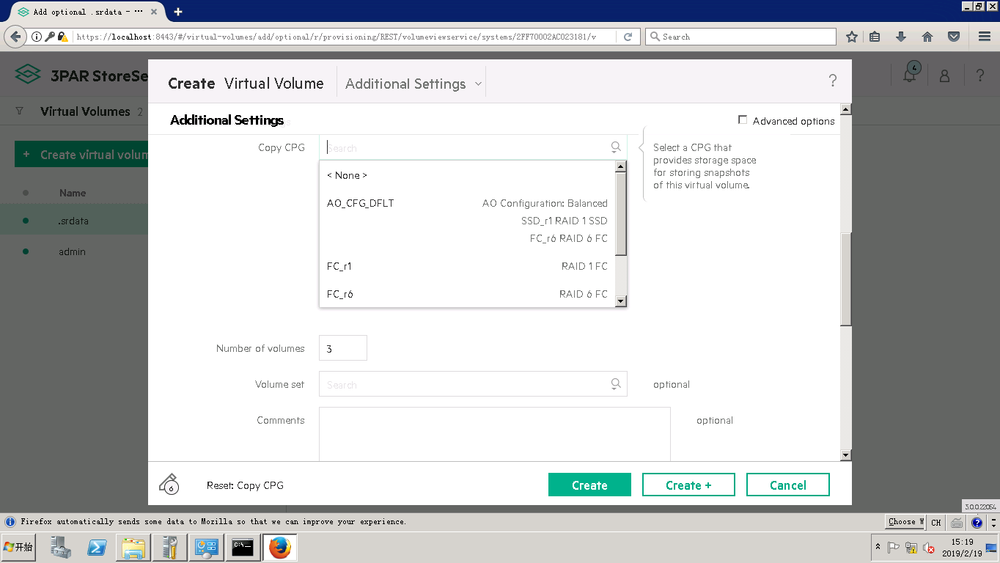 Add optional .srdata — ···
https://localhost:8443/#/virtual-volumes/add/optional/r/provisioning/REST/volumeviewservice/systems/2FF70002AC023181/v
Search
3PAR StoreSe
4
?
Create Virtual Volume
Additional Settings
?
Virtual Volumes 2
Additional Settings
Advanced options
+ Create virtual volum
Copy CPG
Search
Select a CPG that
provides storage space
for storing snapshots
of this virtual volume.
< None >
Name
AO_CFG_DFLT
AO Configuration: Balanced
SSD_r1 RAID 1 SSD
FC_r6 RAID 6 FC
.srdata
admin
FC_r1
RAID 1 FC
FC_r6
RAID 6 FC
Number of volumes
3
Volume set
Search
optional
Comments
optional
6
Reset: Copy CPG
Create
Create +
Cancel
3.0.0.22054
Firefox automatically sends some data to Mozilla so that we can improve your experience.
Choose W
CH
?
开始
C:\
15:19
2019/2/19